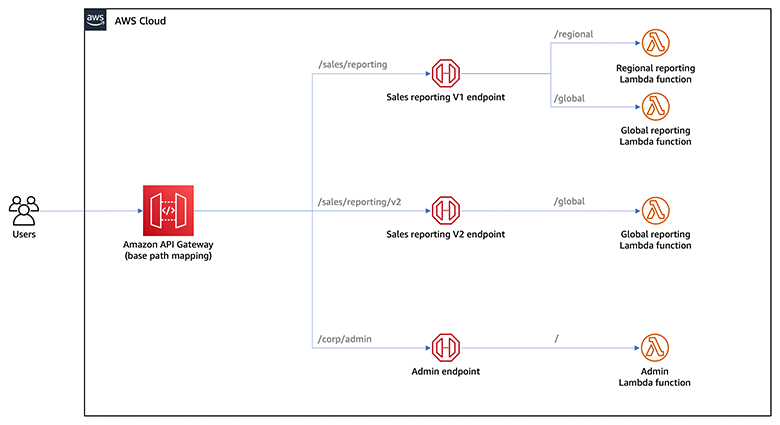 aws
AWS Cloud
/regional
/sales/reporting
Regional reporting
Lambda function
Sales reporting V1 endpoint
/global
Global reporting
Lambda function
/sales/reporting/v2
/global
Users
Amazon API Gateway
(base path mapping)
Sales reporting V2 endpoint
Global reporting
Lambda function
/corp/admin
/
Admin endpoint
Admin
Lambda function